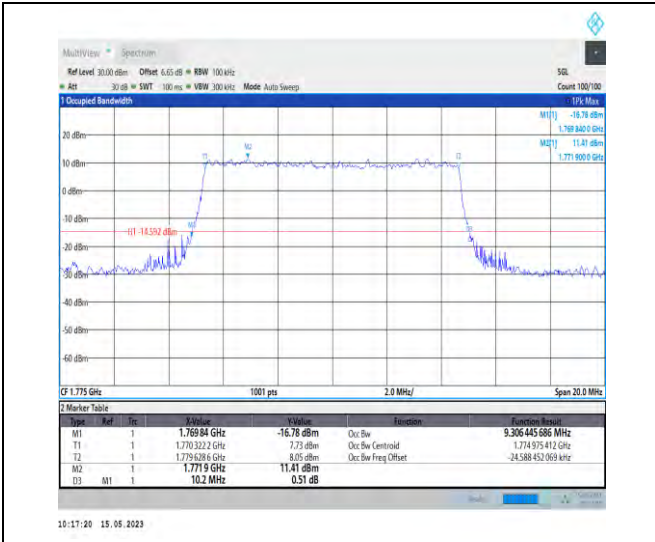 MultiView Spectrum
Ref Level 30.00 dBm Offset 6.65 dB RBW 100 kHz SGL
Att 30 dB SWT 100 ms VBW 300 kHz Mode Auto Sweep Count 100/100
1 Occupied Bandwidth 1Pk Max
M1[1] -16.78 dBm
1.769 840 0 GHz
M2[1] 11.41 dBm
1.771 900 0 GHz
20 dBm
T1 M2 T2
10 dBm
0 dBm
-10 dBm
H1 -14.592 dBm M1 D3
-20 dBm
-30 dBm
-40 dBm
-50 dBm
-60 dBm
CF 1.775 GHz 1001 pts 2.0 MHz/ Span 20.0 MHz
2 Marker Table
Type Ref Trc X-Value Y-Value Function Function Result
M1 1 1.769 84 GHz -16.78 dBm Occ Bw 9.306 445 686 MHz
T1 1 1.770 322 2 GHz 7.73 dBm Occ Bw Centroid 1.774 975 412 GHz
T2 1 1.779 628 6 GHz 8.05 dBm Occ Bw Freq Offset -24.588 452 069 kHz
M2 1 1.771 9 GHz 11.41 dBm
D3 M1 1 10.2 MHz 0.51 dB
10:17:20 15.05.2023